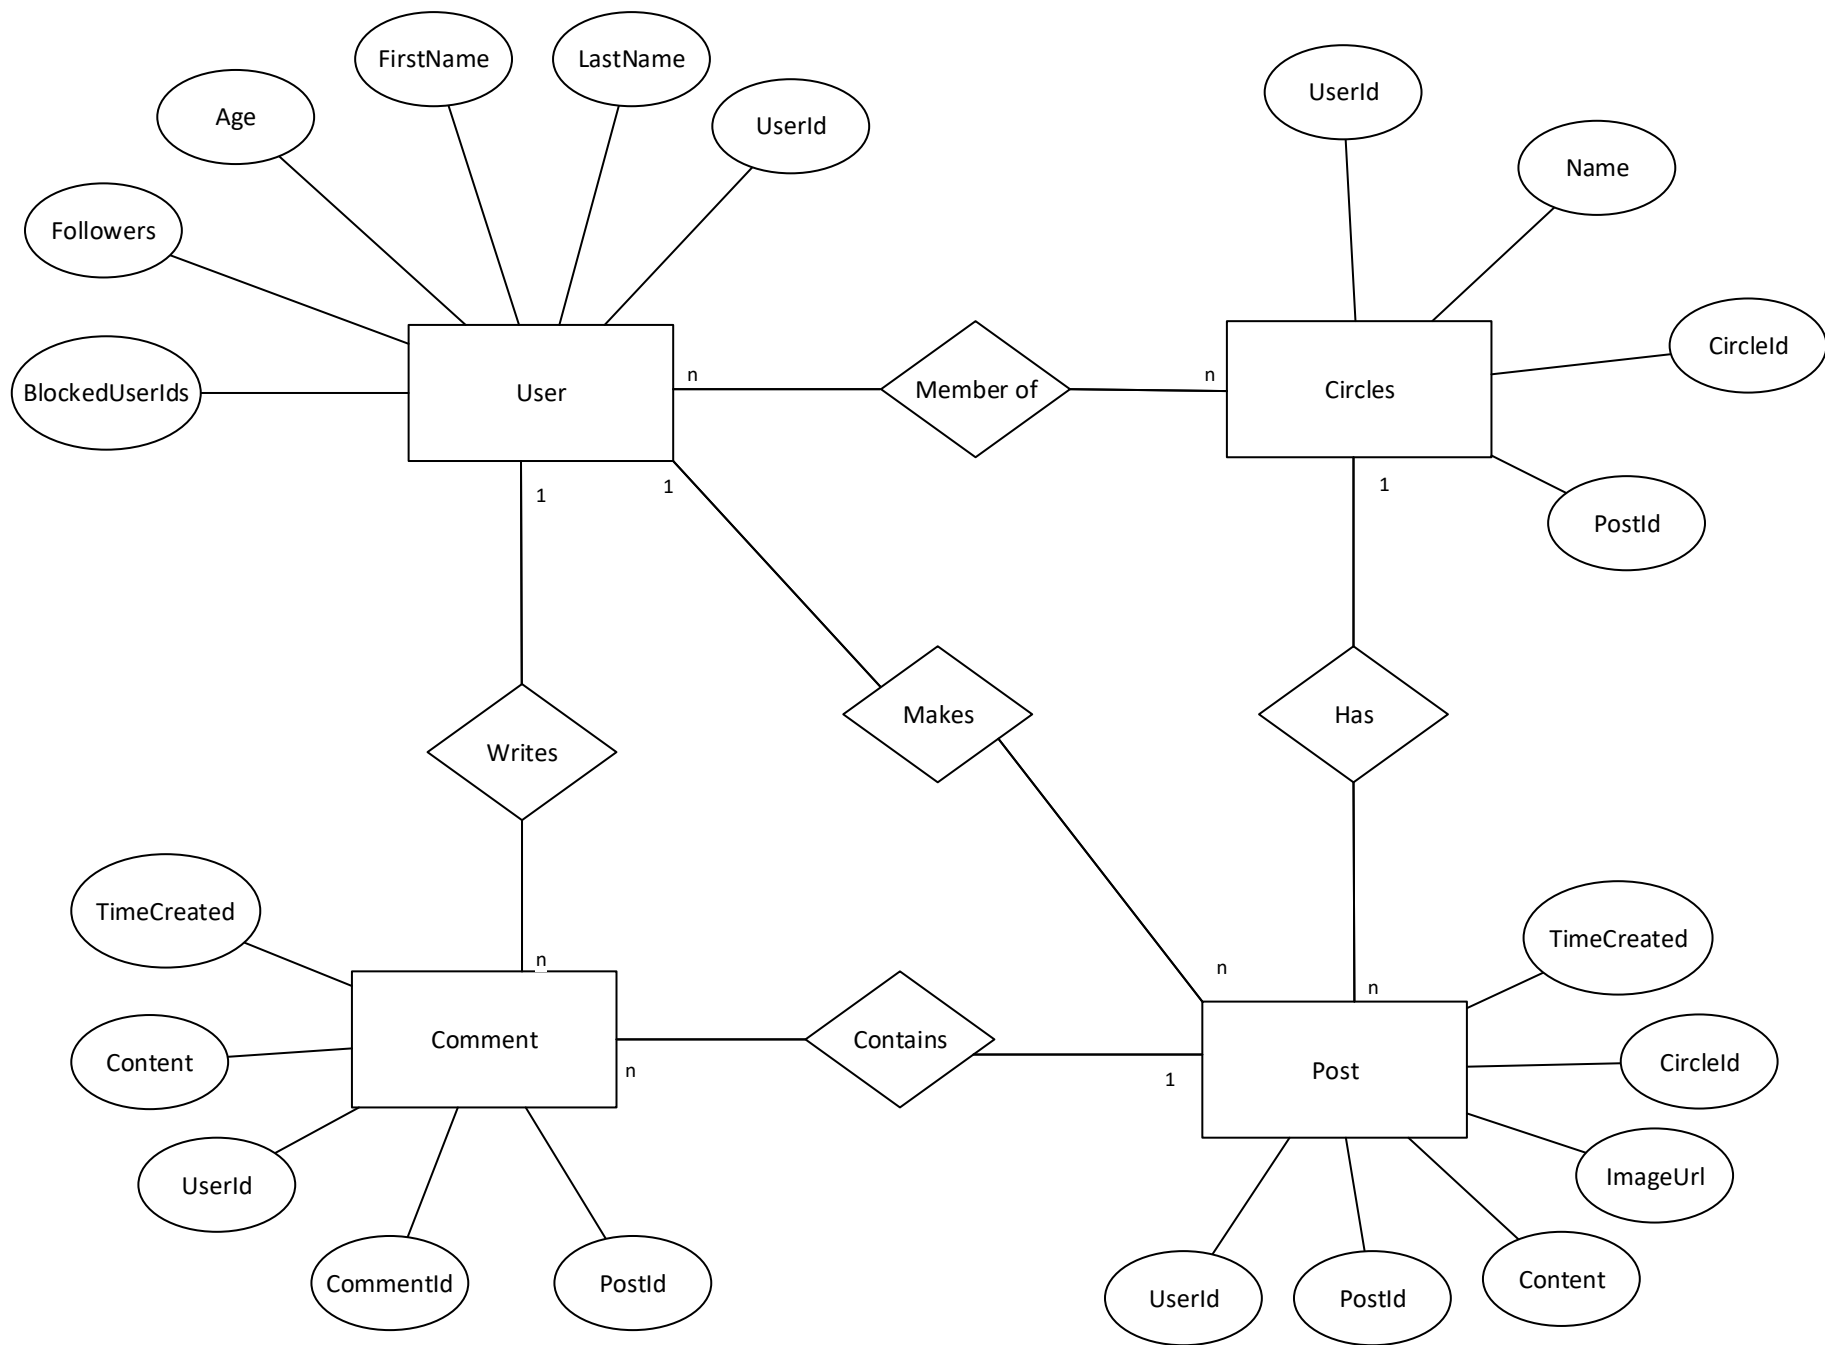 FirstName
LastName
UserId
Age
UserId
Name
Followers
CircleId
BlockedUserIds
User
n
Member of
n
Circles
1
1
1
PostId
Writes
Makes
Has
TimeCreated
n
n
n
TimeCreated
Content
Comment
n
Contains
1
Post
CircleId
UserId
ImageUrl
CommentId
PostId
UserId
PostId
Content